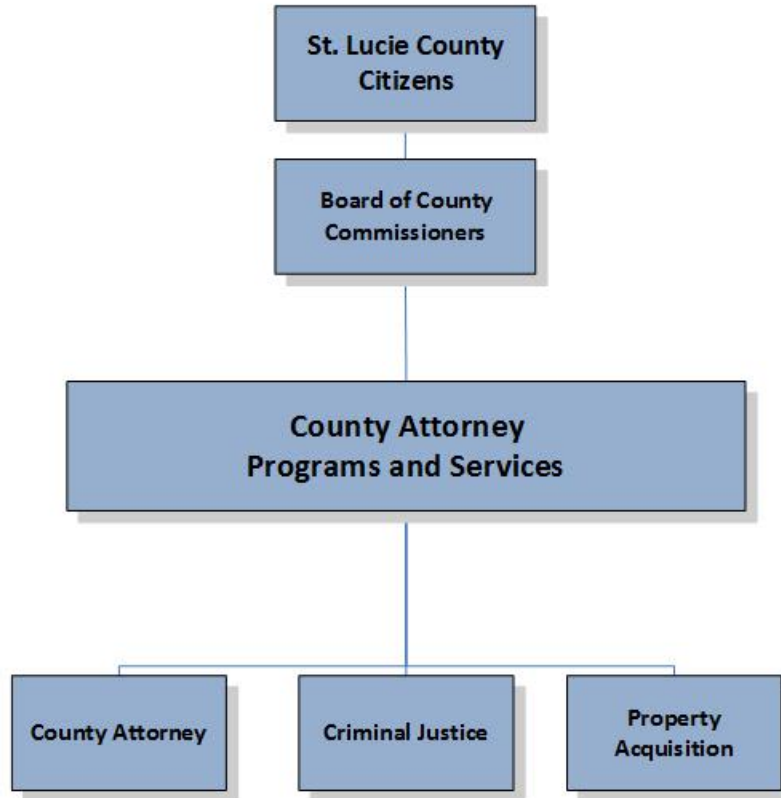 St. Lucie County
Citizens
Board of County
Commissioners
County Attorney
Programs and Services
County Attorney
Criminal Justice
Property
Acquisition